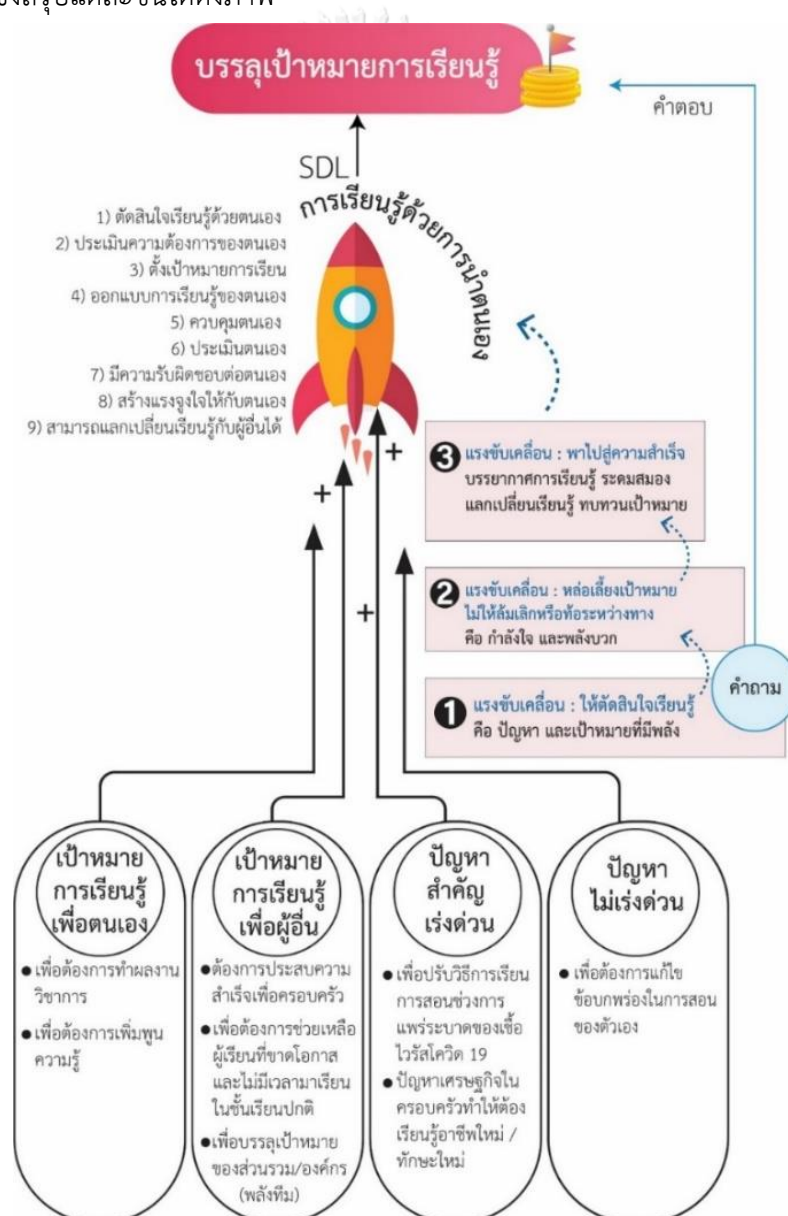 บรรลุเป้าหมายการเรียนรู้
คำตอบ
SDL
การเรียนรู้ด้วยการนำตนเอง
1) ตัดสินใจเรียนรู้ด้วยตนเอง
2) ประเมินความต้องการของตนเอง
3) ตั้งเป้าหมายการเรียน
4) ออกแบบการเรียนรู้ของตนเอง
5) ควบคุมตนเอง
6) ประเมินตนเอง
7) มีความรับผิดชอบต่อตนเอง
8) สร้างแรงจูงใจให้กับตนเอง
9) สามารถแลกเปลี่ยนเรียนรู้กับผู้อื่นได้
+
+
+
3 แรงขับเคลื่อน : พาไปสู่ความสำเร็จ
บรรยากาศการเรียนรู้ ระดมสมอง
แลกเปลี่ยนเรียนรู้ ทบทวนเป้าหมาย
2 แรงขับเคลื่อน : หล่อเลี้ยงเป้าหมาย
ไม่ให้ล้มเลิกหรือท้อระหว่างทาง
คือ กำลังใจ และพลังบวก
คำถาม
1 แรงขับเคลื่อน : ให้ตัดสินใจเรียนรู้
คือ ปัญหา และเป้าหมายที่มีพลัง
เป้าหมาย
การเรียนรู้
เพื่อตนเอง
●เพื่อต้องการทำผลงาน
วิชาการ
●เพื่อต้องการเพิ่มพูน
ความรู้
เป้าหมาย
การเรียนรู้
เพื่อผู้อื่น
●ต้องการประสบความ
สำเร็จเพื่อครอบครัว
●เพื่อต้องการช่วยเหลือ
ผู้เรียนที่ขาดโอกาส
และไม่มีเวลามาเรียน
ในชั้นเรียนปกติ
●เพื่อบรรลุเป้าหมาย
ของส่วนรวม/องค์กร
(พลังทีม)
ปัญหา
สำคัญ
เร่งด่วน
●เพื่อปรับวิธีการเรียน
การสอนช่วงการ
แพร่ระบาดของเชื้อ
ไวรัสโควิด 19
●ปัญหาเศรษฐกิจใน
ครอบครัวทำให้ต้อง
เรียนรู้อาชีพใหม่ /
ทักษะใหม่
ปัญหา
ไม่เร่งด่วน
● เพื่อต้องการแก้ไข
ข้อบกพร่องในการสอน
ของตัวเอง